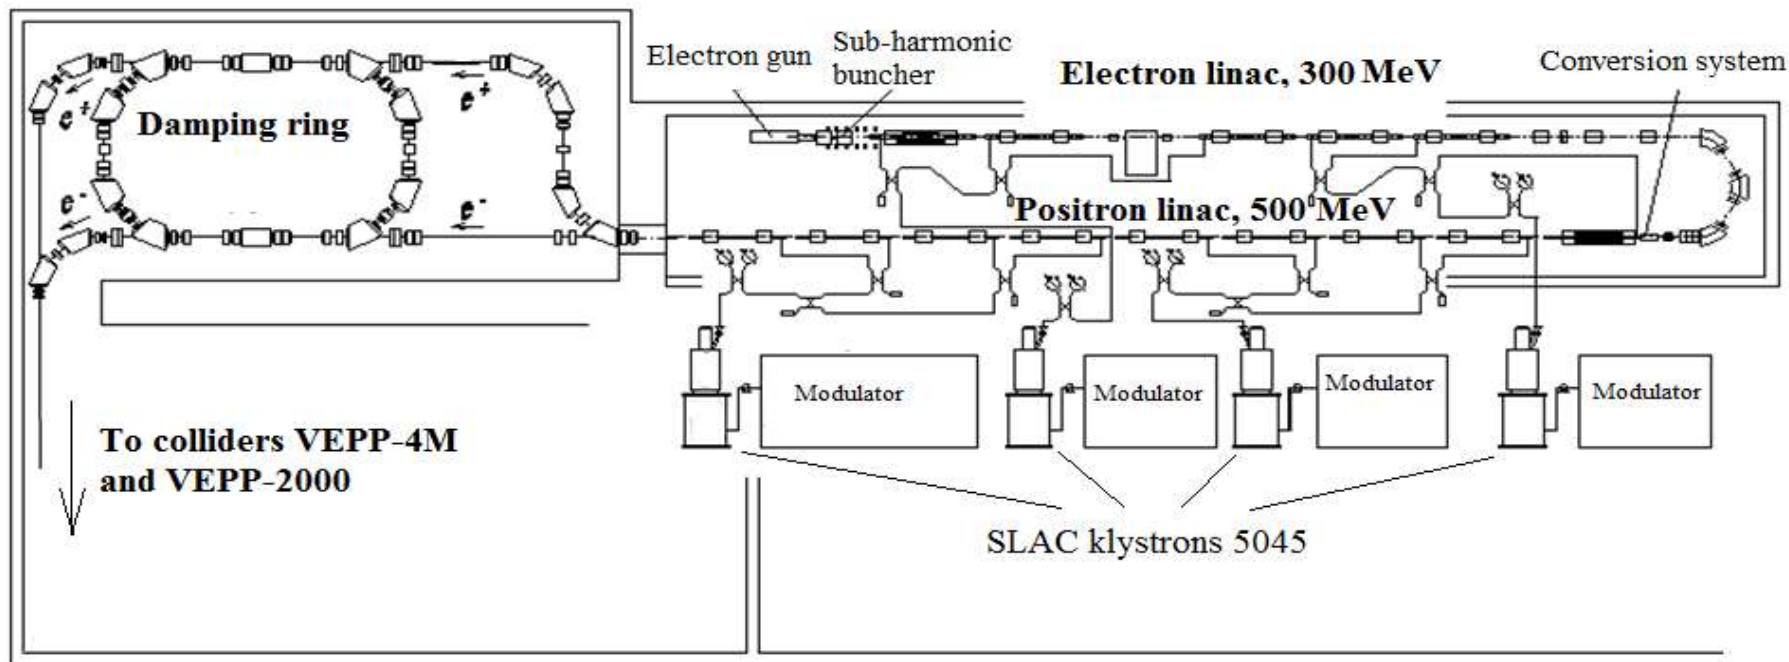 Electron gun
Sub-harmonic
buncher
Electron linac, 300 MeV
Conversion system
e+
e+
Damping ring
e-
e-
Positron linac, 500 MeV
Modulator
Modulator
Modulator
Modulator
To colliders VEPP-4M
and VEPP-2000
SLAC klystrons 5045